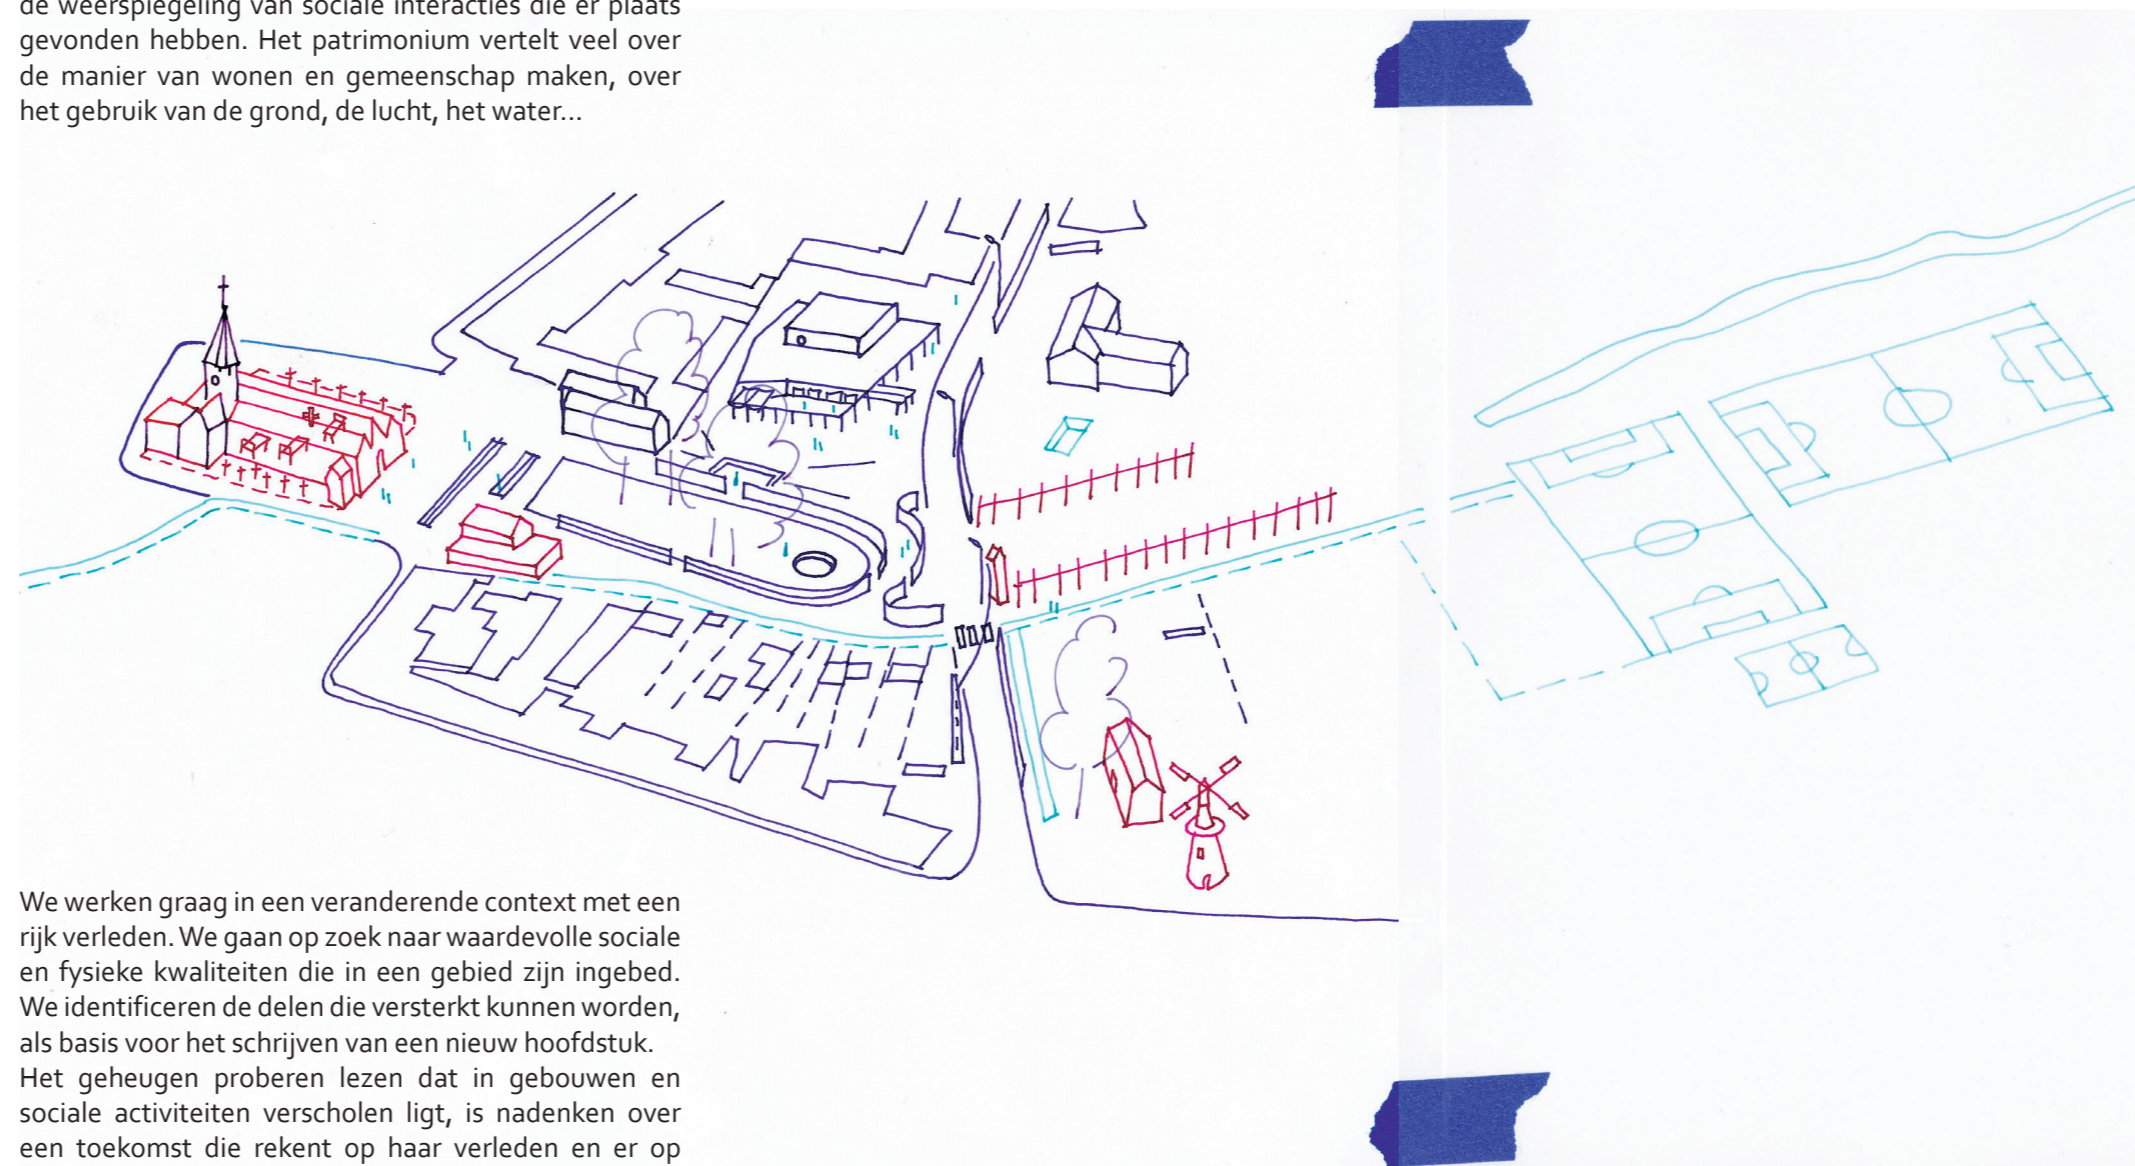 de weerspiegeling van sociale interacties die er plaats
gevonden hebben. Het patrimonium vertelt veel over
de manier van wonen en gemeenschap maken, over
het gebruik van de grond, de lucht, het water...
We werken graag in een veranderende context met een
rijk verleden. We gaan op zoek naar waardevolle sociale
en fysieke kwaliteiten die in een gebied zijn ingebed.
We identificeren de delen die versterkt kunnen worden,
als basis voor het schrijven van een nieuw hoofdstuk.
Het geheugen proberen lezen dat in gebouwen en
sociale activiteiten verscholen ligt, is nadenken over
een toekomst die rekent op haar verleden en er op